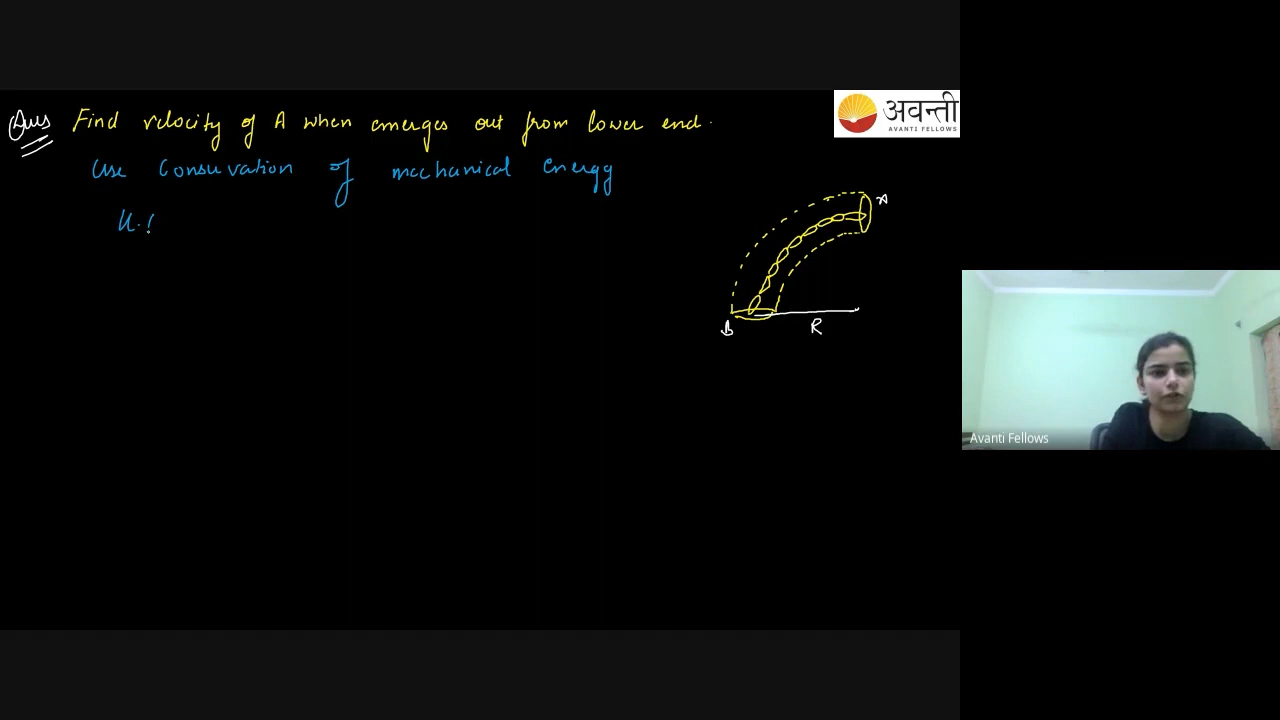 Ques Find velocity of A when emerges out from lower end.
अवन्ती
AVANTI FELLOWS
Use Conservation of mechanical energy
K.
A
B
R
Avanti Fellows